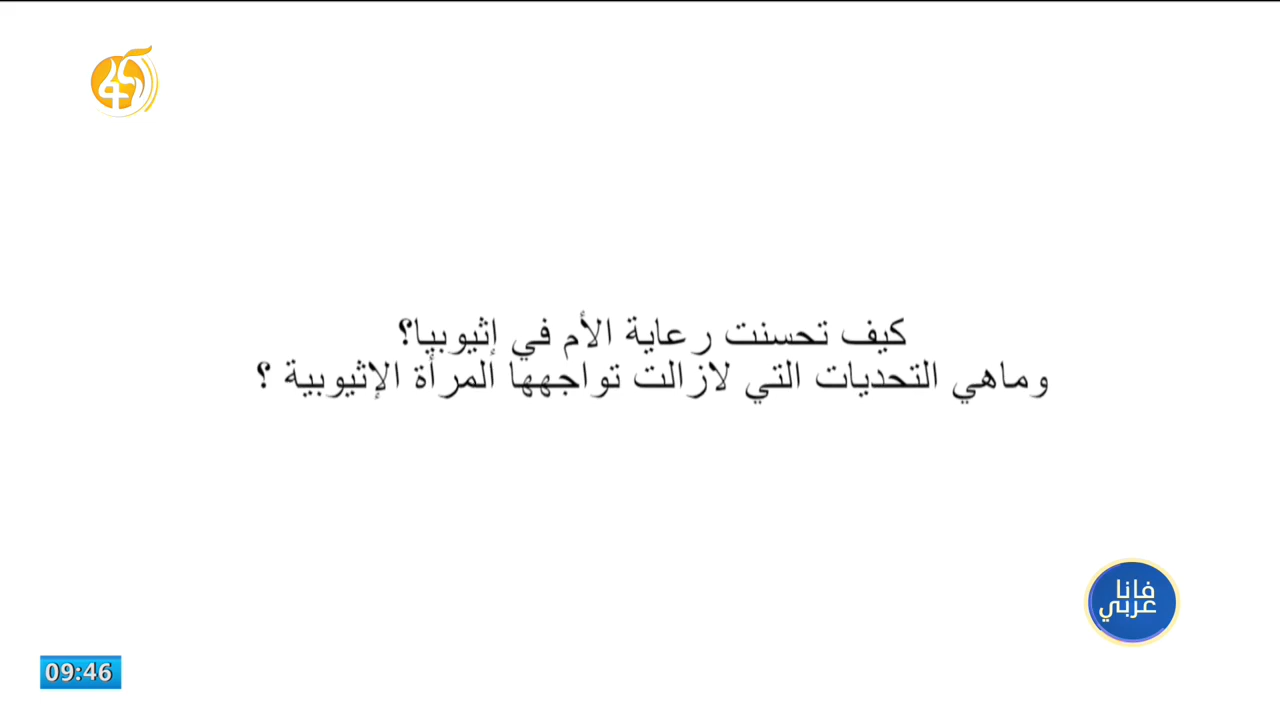 كيف تحسنت رعاية الأم في إثيوبيا؟
وماهي التحديات التي لازالت تواجهها المرأة الإثيوبية ؟
فانا
عربي
09:46